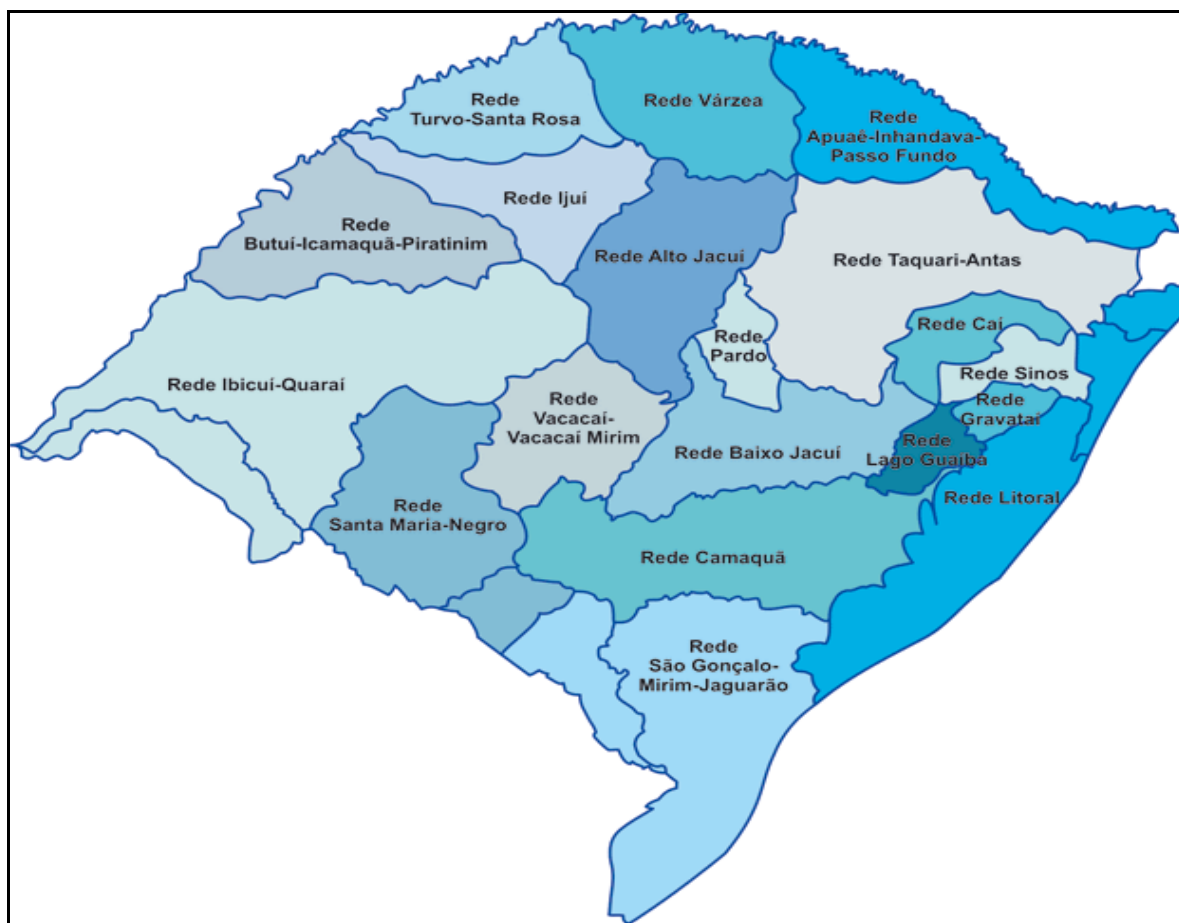 Rede
Turvo-Santa Rosa
Rede Várzea
Rede
Apuaê-Inhandava-
Passo Fundo
Rede Ijuí
Rede
Butuí-Icamaquã-Piratinim
Rede Alto Jacuí
Rede Taquari-Antas
Rede Caí
Rede
Pardo
Rede Sinos
Rede Ibicuí-Quaraí
Rede
Vacacaí-
Vacacaí Mirim
Rede
Gravataí
Rede Baixo Jacuí
Rede
Lago Guaíba
Rede Litoral
Rede
Santa Maria-Negro
Rede Camaquã
Rede
São Gonçalo-
Mirim-Jaguarão